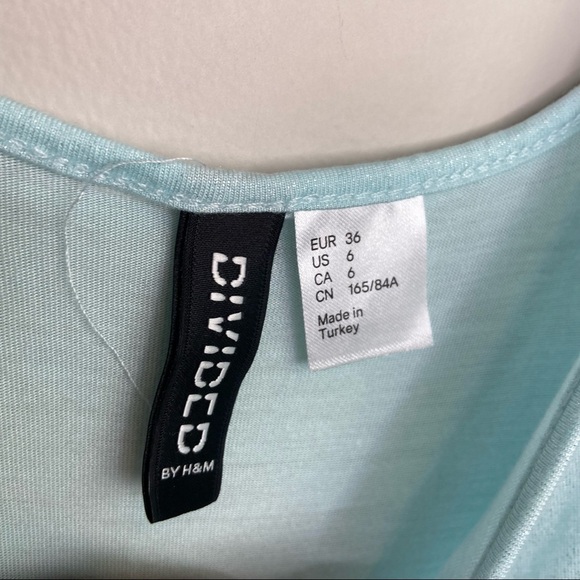 DIVIDED
BY H&M
EUR 36
US 6
CA 6
CN 165/84A
Made in
Turkey